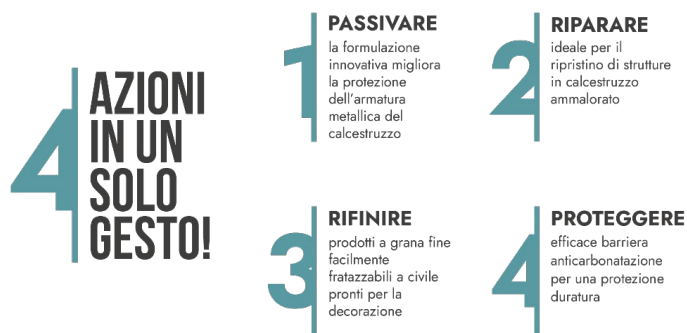 4 AZIONI
IN UN
SOLO
GESTO!
1 PASSIVARE
la formulazione
innovativa migliora
la protezione
dell'armatura
metallica del
calcestruzzo
2 RIPARARE
ideale per il
ripristino di strutture
in calcestruzzo
ammalorato
3 RIFINIRE
prodotti a grana fine
facilmente
fratazzabili a civile
pronti per la
decorazione
4 PROTEGGERE
efficace barriera
anticarbonatazione
per una protezione
duratura